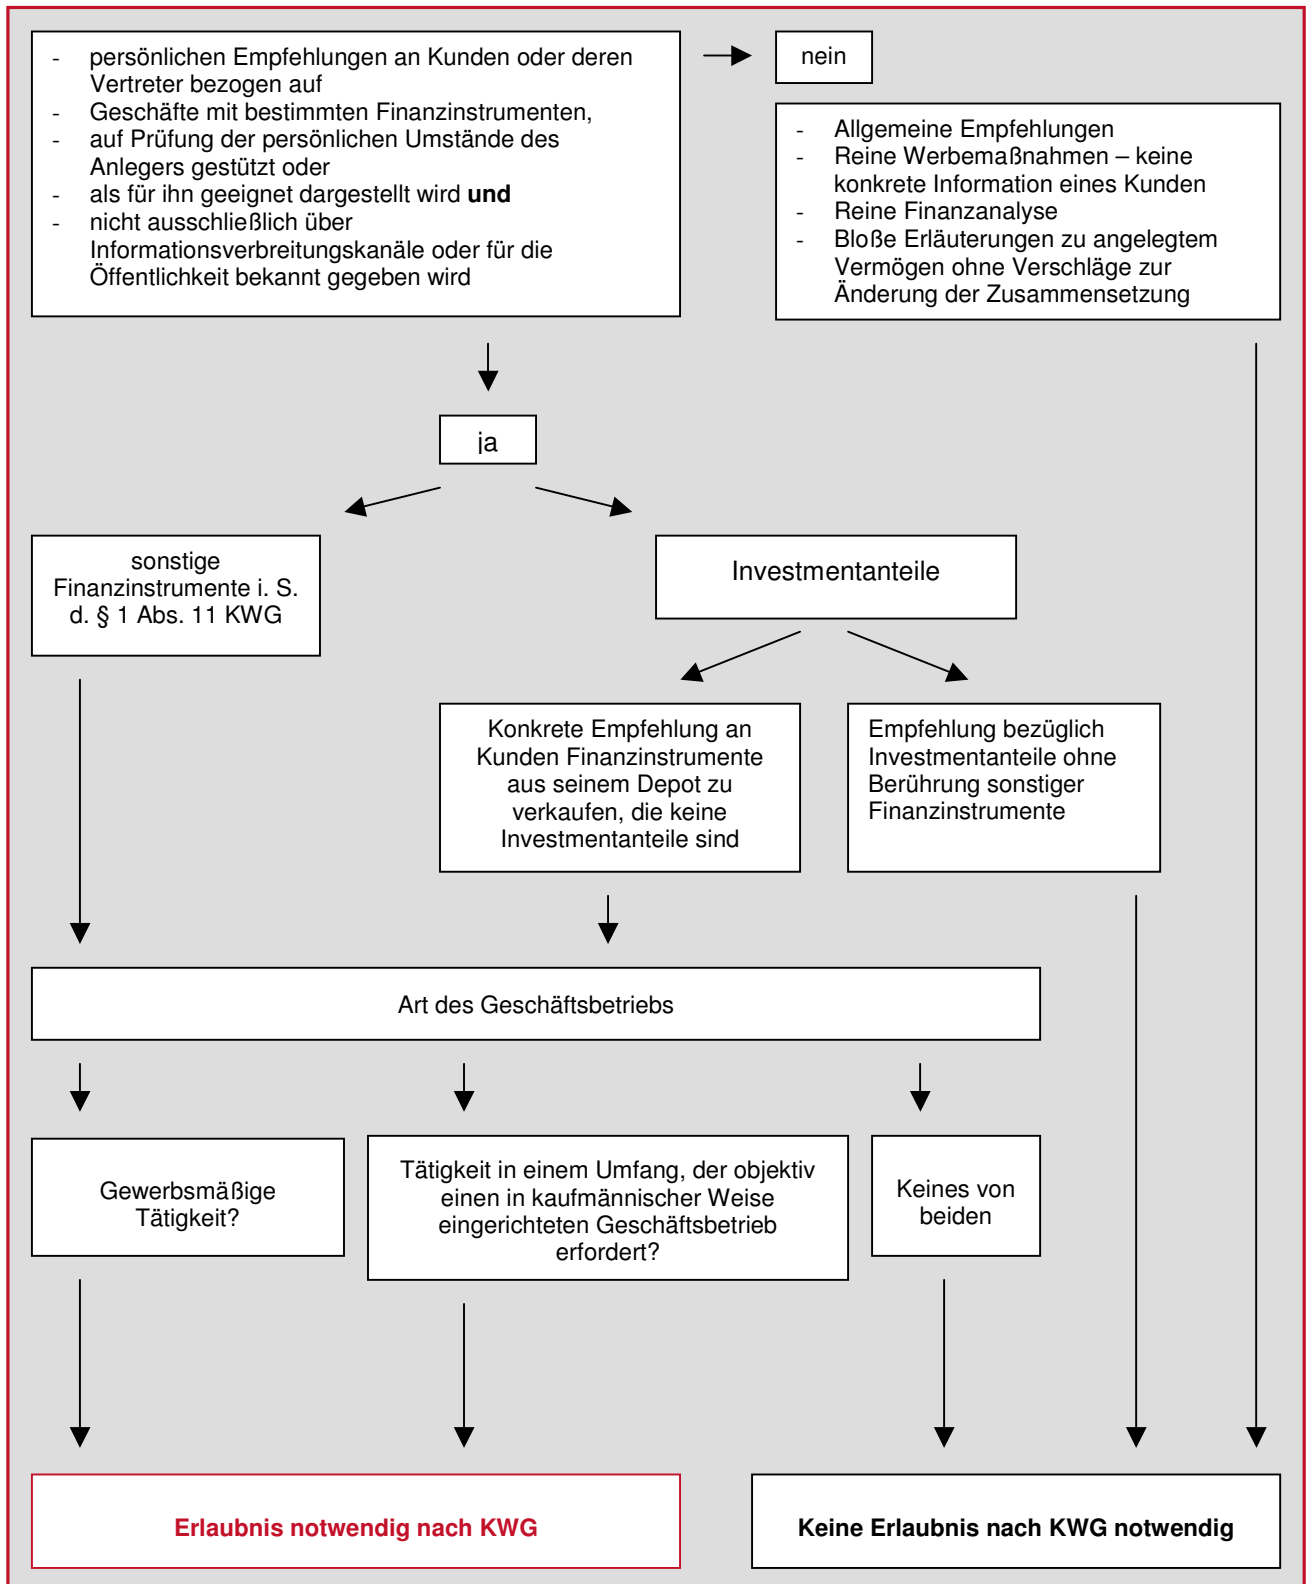 - persönlichen Empfehlungen an Kunden oder deren
Vertreter bezogen auf
- Geschäfte mit bestimmten Finanzinstrumenten,
- auf Prüfung der persönlichen Umstände des
Anlegers gestützt oder
- als für ihn geeignet dargestellt wird und
- nicht ausschließlich über
Informationsverbreitungskanäle oder für die
Öffentlichkeit bekannt gegeben wird
nein
- Allgemeine Empfehlungen
- Reine Werbemaßnahmen – keine
konkrete Information eines Kunden
- Reine Finanzanalyse
- Bloße Erläuterungen zu angelegtem
Vermögen ohne Verschläge zur
Änderung der Zusammensetzung
ja
sonstige
Finanzinstrumente i. S.
d. § 1 Abs. 11 KWG
Investmentanteile
Konkrete Empfehlung an
Kunden Finanzinstrumente
aus seinem Depot zu
verkaufen, die keine
Investmentanteile sind
Empfehlung bezüglich
Investmentanteile ohne
Berührung sonstiger
Finanzinstrumente
Art des Geschäftsbetriebs
Gewerbsmäßige
Tätigkeit?
Tätigkeit in einem Umfang, der objektiv
einen in kaufmännischer Weise
eingerichteten Geschäftsbetrieb
erfordert?
Keines von
beiden
Erlaubnis notwendig nach KWG
Keine Erlaubnis nach KWG notwendig